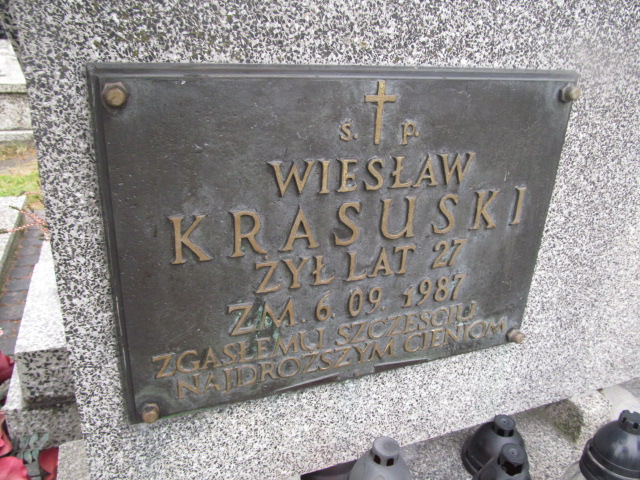 ś. p.
WIESŁAW
KRASUSKI
ŻYŁ LAT 27
ZM. 6. 09. 1987
ZGASŁEMU SZCZĘŚCIU
NAJDROŻSZYM CIENIOM